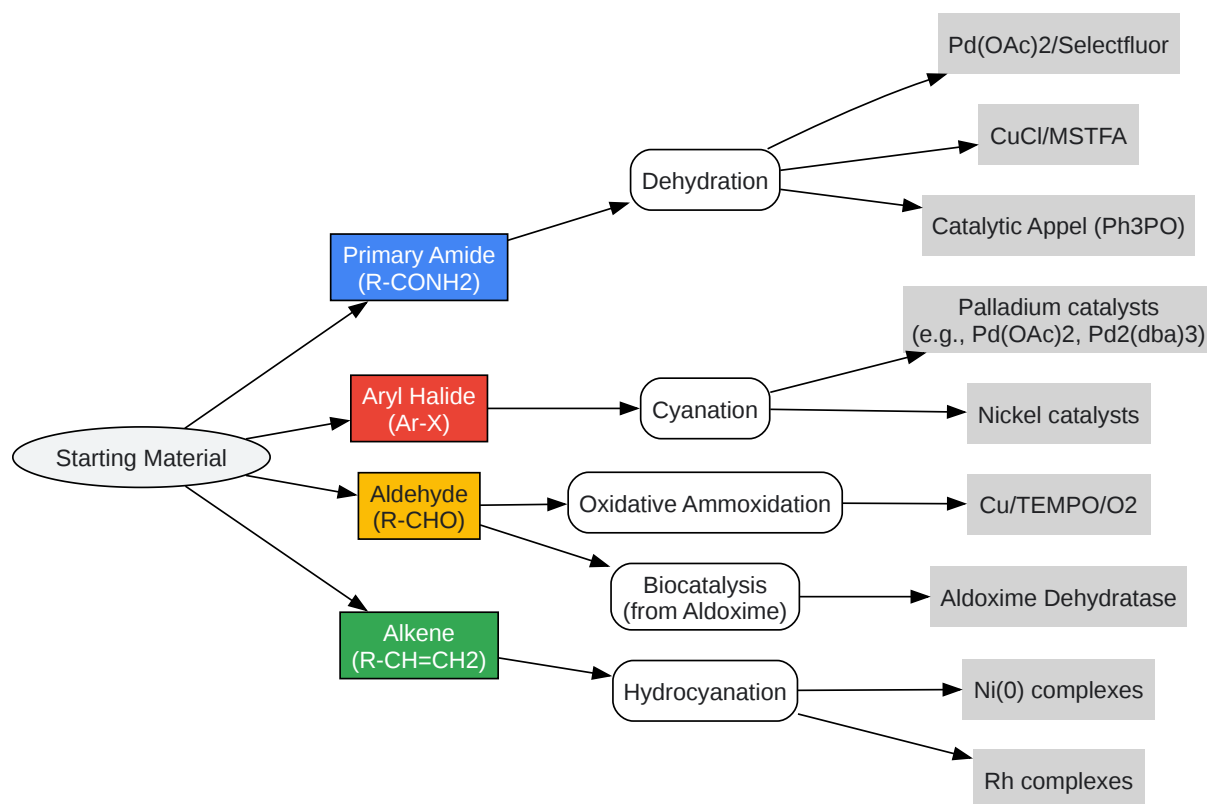 Starting Material
Primary Amide
(R-CONH2)
Aryl Halide
(Ar-X)
Aldehyde
(R-CHO)
Alkene
(R-CH=CH2)
Dehydration
Cyanation
Oxidative Ammoxidation
Biocatalysis
(from Aldoxime)
Hydrocyanation
Pd(OAc)2/Selectfluor
CuCl/MSTFA
Catalytic Appel (Ph3PO)
Palladium catalysts
(e.g., Pd(OAc)2, Pd2(dba)3)
Nickel catalysts
Cu/TEMPO/O2
Aldoxime Dehydratase
Ni(0) complexes
Rh complexes